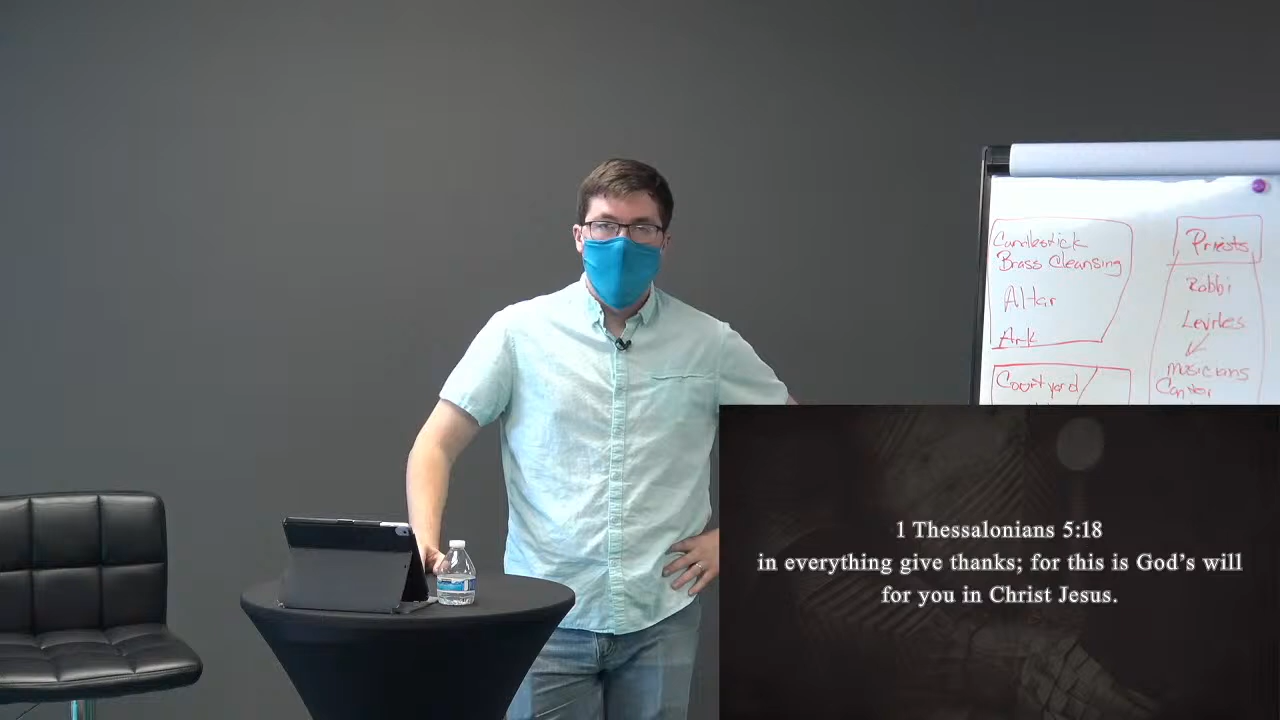 Candlestick
Brass Cleansing
Altar
Ark
Courtyard
Priests
Rabbi
Levites
Musicians
Cantor
1 Thessalonians 5:18
in everything give thanks; for this is God's will
for you in Christ Jesus.